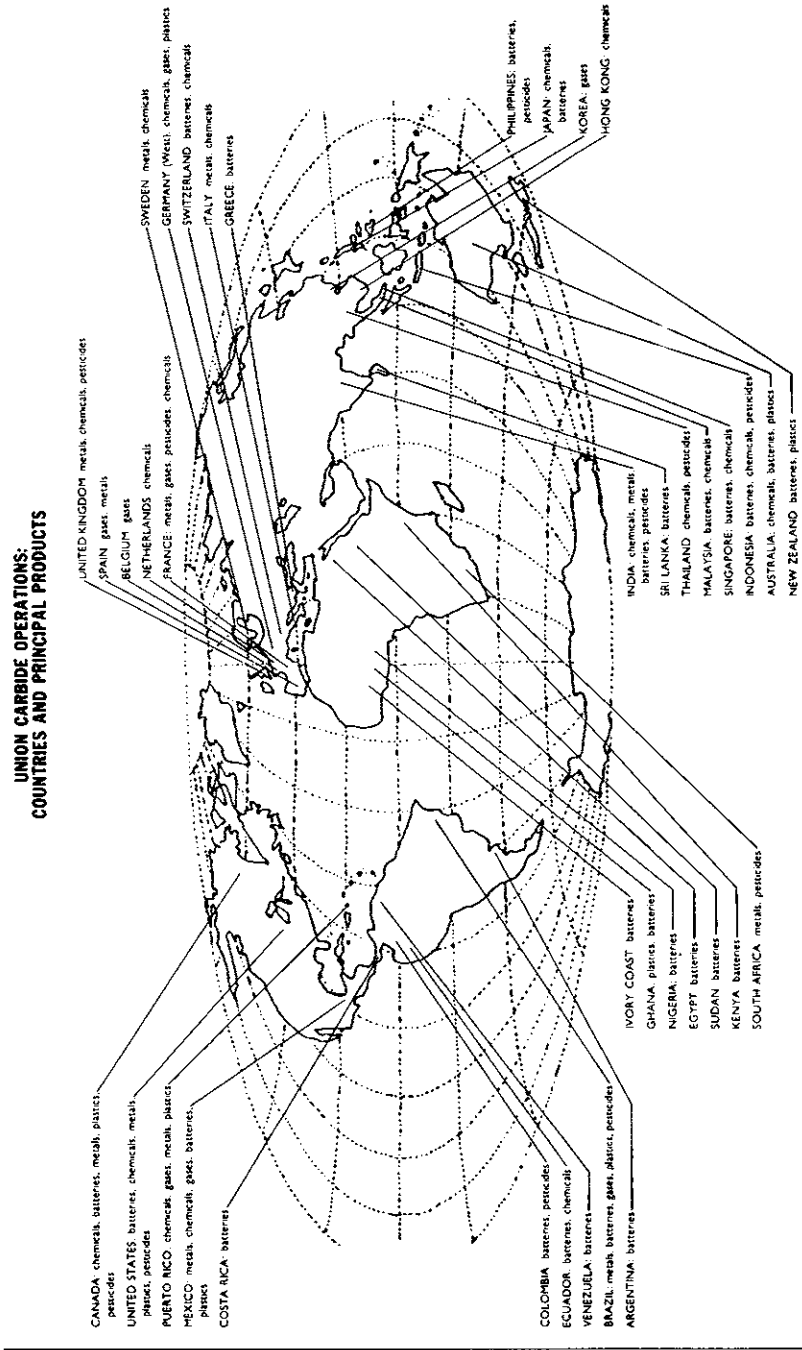 UNION CARBIDE OPERATIONS:
COUNTRIES AND PRINCIPAL PRODUCTS
CANADA: chemicals, batteries, metals, plastics,
pesticides
UNITED STATES: batteries, chemicals, metals,
plastics, pesticides
PUERTO RICO: chemicals, gases, metals, plastics
MEXICO: metals, chemicals, gases, batteries,
plastics
COSTA RICA: batteries
UNITED KINGDOM metals, chemicals, pesticides
SPAIN gases, metals
BELGIUM gases
NETHERLANDS chemicals
FRANCE: metals, gases, pesticides, chemicals
SWEDEN metals, chemicals
GERMANY (West), chemicals, gases, plastics
SWITZERLAND batteries, chemicals
ITALY metals, chemicals
GREECE. batteries
PHILIPPINES: batteries,
pesticides
JAPAN: chemicals,
batteries
KOREA: gases
HONG KONG: chemicals
COLOMBIA batteries, pesticides
ECUADOR. batteries, chemicals
VENEZUELA: batteries
BRAZIL: metals, batteries, gases, plastics, pesticides
ARGENTINA: batteries
IVORY COAST batteries
GHANA. plastics, batteries
NIGERIA: batteries
EGYPT batteries
SUDAN batteries
KENYA batteries
SOUTH AFRICA metals, pesticides
INDIA: chemicals, metals,
batteries, pesticides
SRI LANKA: batteries
THAILAND chemicals, pesticides
MALAYSIA. batteries, chemicals
SINGAPORE: batteries, chemicals
INDONESIA: batteries, chemicals, pesticides
AUSTRALIA: chemicals, batteries, plastics
NEW ZEALAND batteries, plastics